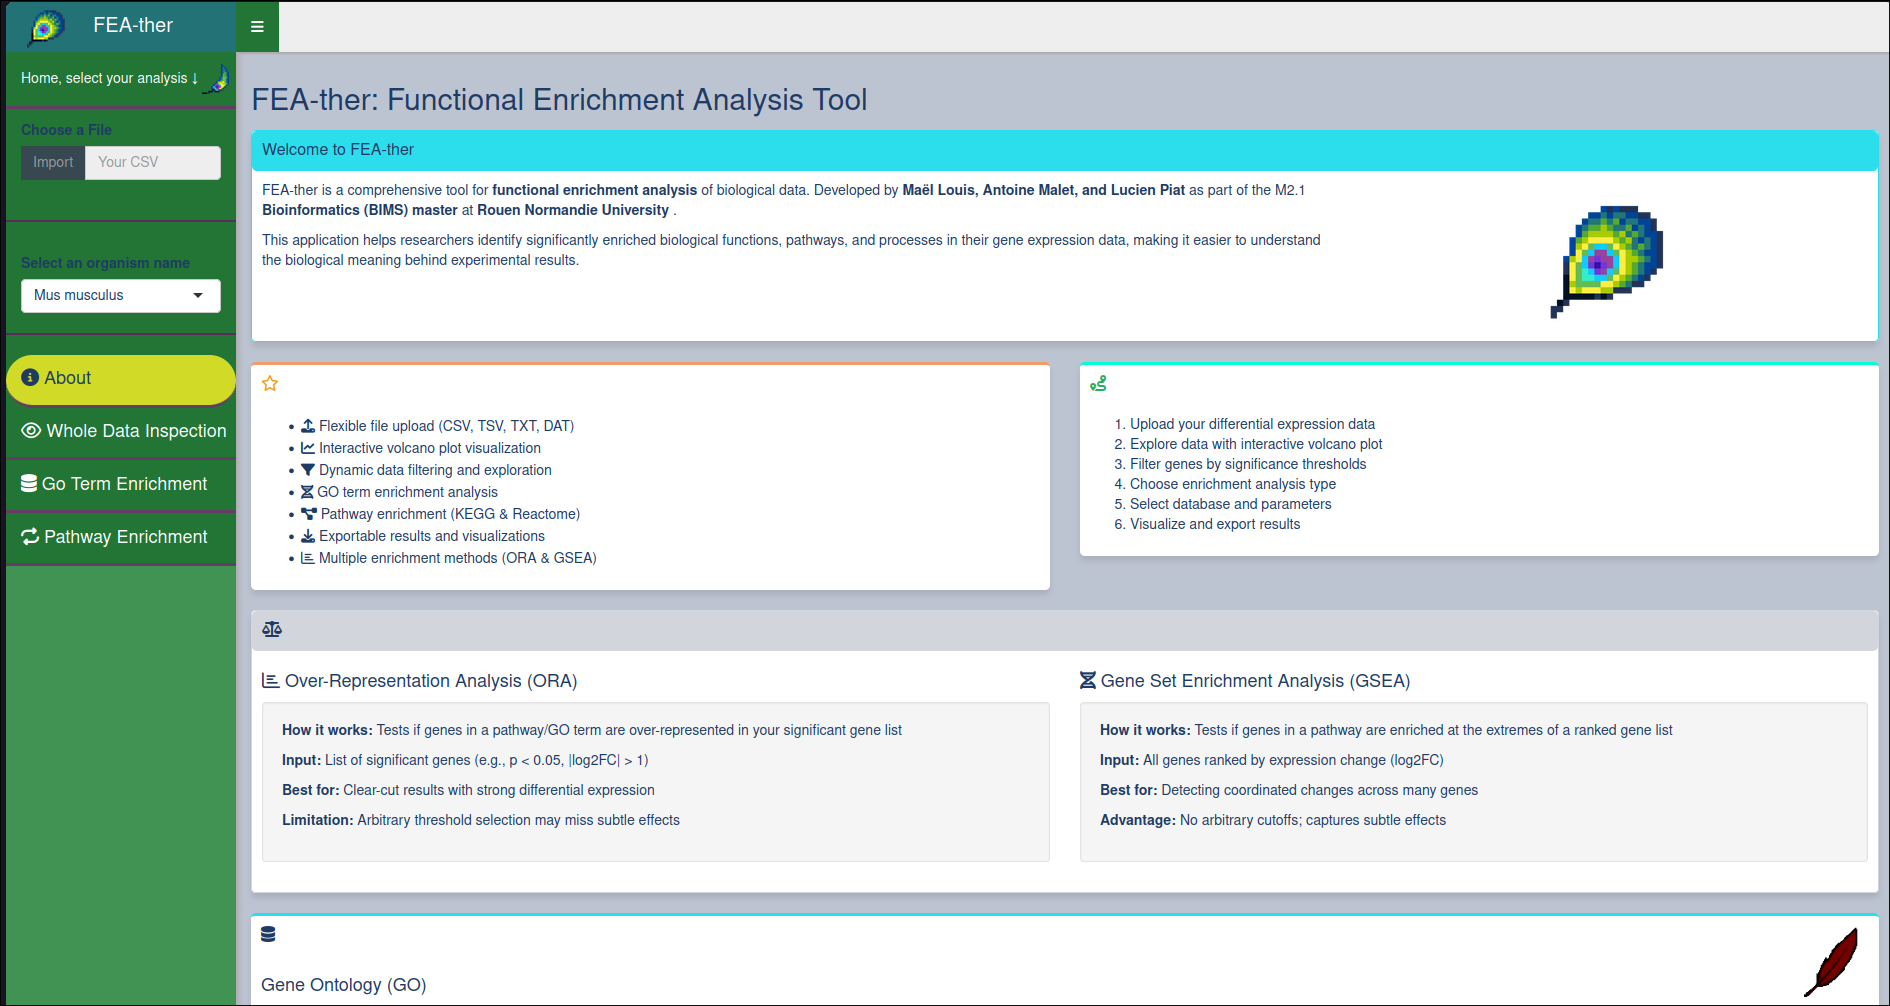 FEA-ther
Home, select your analysis ↓
Choose a File
Import
Your CSV
Select an organism name
Mus musculus
About
Whole Data Inspection
Go Term Enrichment
Pathway Enrichment
FEA-ther: Functional Enrichment Analysis Tool
Welcome to FEA-ther
FEA-ther is a comprehensive tool for functional enrichment analysis of biological data. Developed by Maël Louis, Antoine Malet, and Lucien Piat as part of the M2.1
Bioinformatics (BIMS) master at Rouen Normandie University .
This application helps researchers identify significantly enriched biological functions, pathways, and processes in their gene expression data, making it easier to understand
the biological meaning behind experimental results.
Flexible file upload (CSV, TSV, TXT, DAT)
Interactive volcano plot visualization
Dynamic data filtering and exploration
GO term enrichment analysis
Pathway enrichment (KEGG & Reactome)
Exportable results and visualizations
Multiple enrichment methods (ORA & GSEA)
1. Upload your differential expression data
2. Explore data with interactive volcano plot
3. Filter genes by significance thresholds
4. Choose enrichment analysis type
5. Select database and parameters
6. Visualize and export results
Over-Representation Analysis (ORA)
How it works: Tests if genes in a pathway/GO term are over-represented in your significant gene list
Input: List of significant genes (e.g., p < 0.05, |log2FC| > 1)
Best for: Clear-cut results with strong differential expression
Limitation: Arbitrary threshold selection may miss subtle effects
Gene Set Enrichment Analysis (GSEA)
How it works: Tests if genes in a pathway are enriched at the extremes of a ranked gene list
Input: All genes ranked by expression change (log2FC)
Best for: Detecting coordinated changes across many genes
Advantage: No arbitrary cutoffs; captures subtle effects
Gene Ontology (GO)